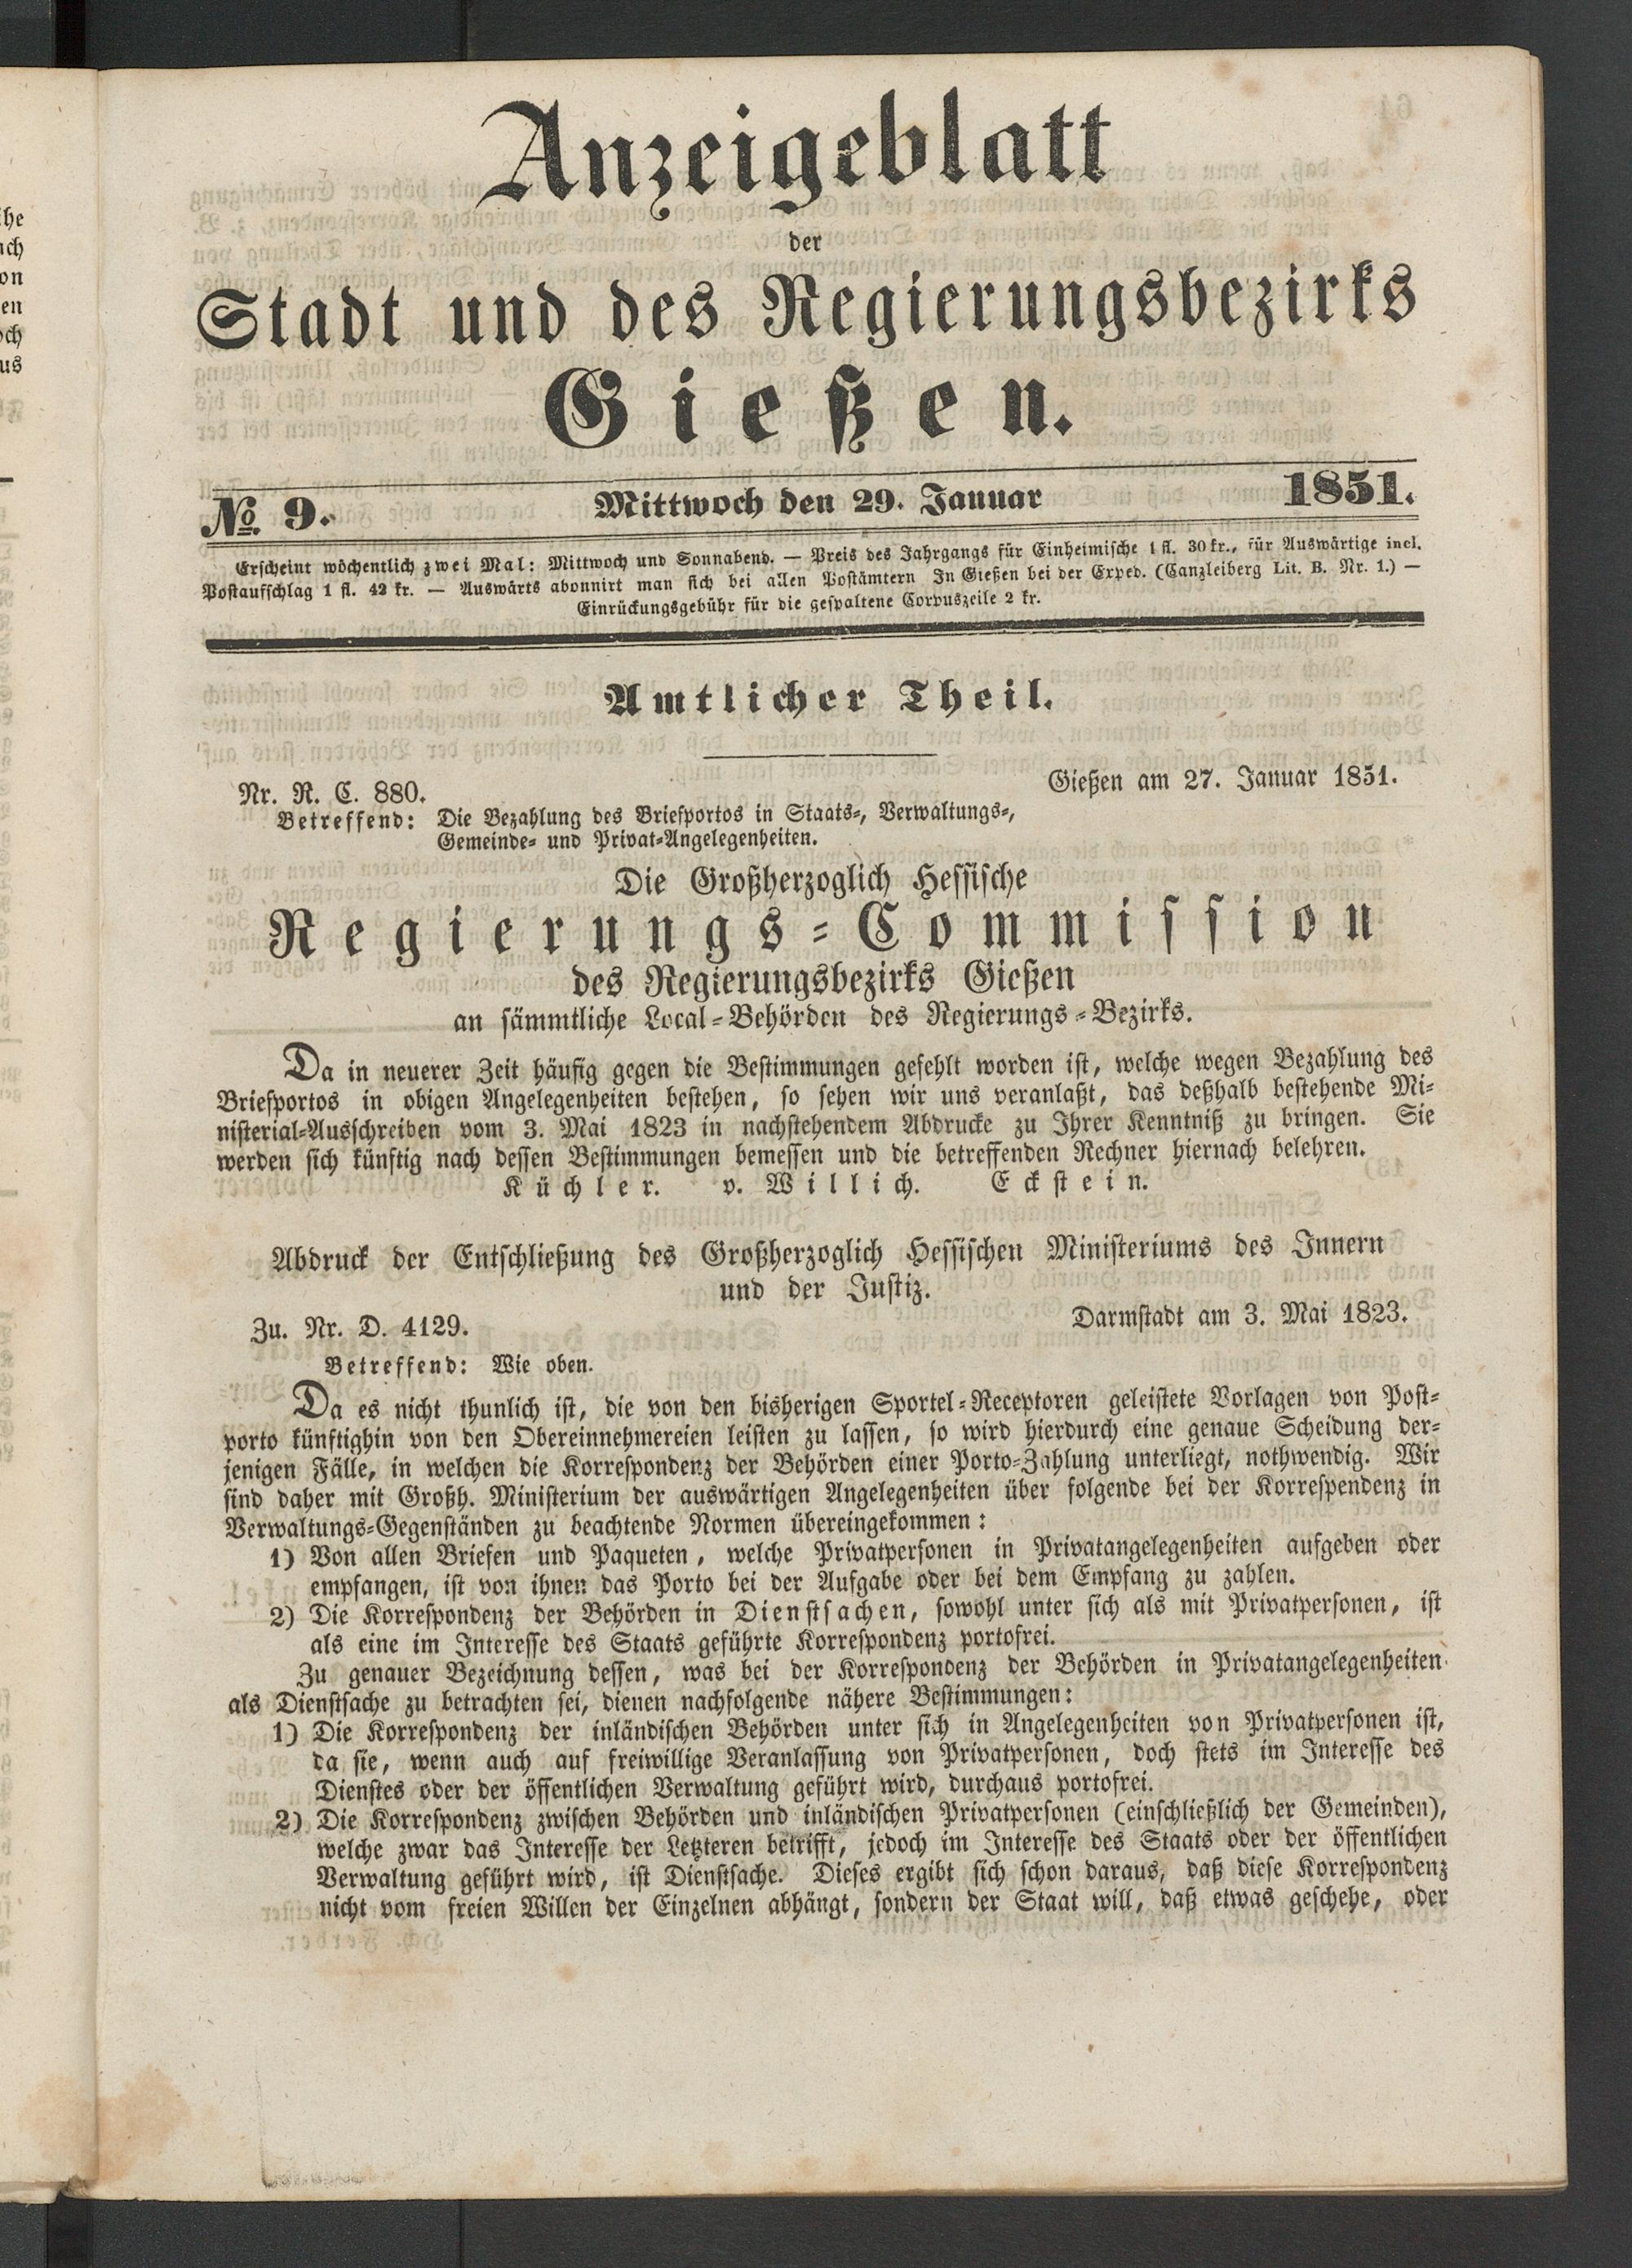 Anzeigeblatt
der
Stadt und des Regierungsbezirks
Gießen.
No. 9. Mittwoch den 29. Januar 1851.
Erscheint wöchentlich zwei Mal: Mittwoch und Sonnabend. — Preis des Jahrgangs für Einheimische 1 fl. 30 kr., für Auswärtige incl.
Postaufschlag 1 fl. 42 kr. — Auswärts abonnirt man sich bei allen Postämtern In Gießen bei der Exped. (Canzleiberg Lit. B. Nr. 1.) —
Einrückungsgebühr für die gespaltene Corpuszeile 2 kr.
Amtlicher Theil.
Nr. R. C. 880. Gießen am 27. Januar 1851.
Betreffend: Die Bezahlung des Briefportos in Staats-, Verwaltungs-,
Gemeinde- und Privat-Angelegenheiten.
Die Großherzoglich Hessische
Regierungs-Commission
des Regierungsbezirks Gießen
an sämmtliche Local-Behörden des Regierungs-Bezirks.
Da in neuerer Zeit häufig gegen die Bestimmungen gefehlt worden ist, welche wegen Bezahlung des
Briefportos in obigen Angelegenheiten bestehen, so sehen wir uns veranlaßt, das deßhalb bestehende Mi-
nisterial-Ausschreiben vom 3. Mai 1823 in nachstehendem Abdrucke zu Ihrer Kenntniß zu bringen. Sie
werden sich künftig nach dessen Bestimmungen bemessen und die betreffenden Rechner hiernach belehren.
Küchler. v. Willich. Eckstein.
Abdruck der Entschließung des Großherzoglich Hessischen Ministeriums des Innern
und der Justiz.
Zu. Nr. D. 4129. Darmstadt am 3. Mai 1823.
Betreffend: Wie oben.
Da es nicht thunlich ist, die von den bisherigen Sportel-Receptoren geleistete Vorlagen von Post-
porto künftighin von den Obereinnehmereien leisten zu lassen, so wird hierdurch eine genaue Scheidung der-
jenigen Fälle, in welchen die Korrespondenz der Behörden einer Porto-Zahlung unterliegt, nothwendig. Wir
sind daher mit Großh. Ministerium der auswärtigen Angelegenheiten über folgende bei der Korrespendenz in
Verwaltungs-Gegenständen zu beachtende Normen übereingekommen:
1) Von allen Briefen und Paqueten, welche Privatpersonen in Privatangelegenheiten aufgeben oder
empfangen, ist von ihnen das Porto bei der Aufgabe oder bei dem Empfang zu zahlen.
2) Die Korrespondenz der Behörden in Dienstsachen, sowohl unter sich als mit Privatpersonen, ist
als eine im Interesse des Staats geführte Korrespondenz portofrei.
Zu genauer Bezeichnung dessen, was bei der Korrespondenz der Behörden in Privatangelegenheiten
als Dienstsache zu betrachten sei, dienen nachfolgende nähere Bestimmungen:
1) Die Korrespondenz der inländischen Behörden unter sich in Angelegenheiten von Privatpersonen ist,
da sie, wenn auch auf freiwillige Veranlassung von Privatpersonen, doch stets im Interesse des
Dienstes oder der öffentlichen Verwaltung geführt wird, durchaus portofrei.
2) Die Korrespondenz zwischen Behörden und inländischen Privatpersonen (einschließlich der Gemeinden),
welche zwar das Interesse der Letzteren betrifft, jedoch im Interesse des Staats oder der öffentlichen
Verwaltung geführt wird, ist Dienstsache. Dieses ergibt sich schon daraus, daß diese Korrespondenz
nicht vom freien Willen der Einzelnen abhängt, sondern der Staat will, daß etwas geschehe, oder